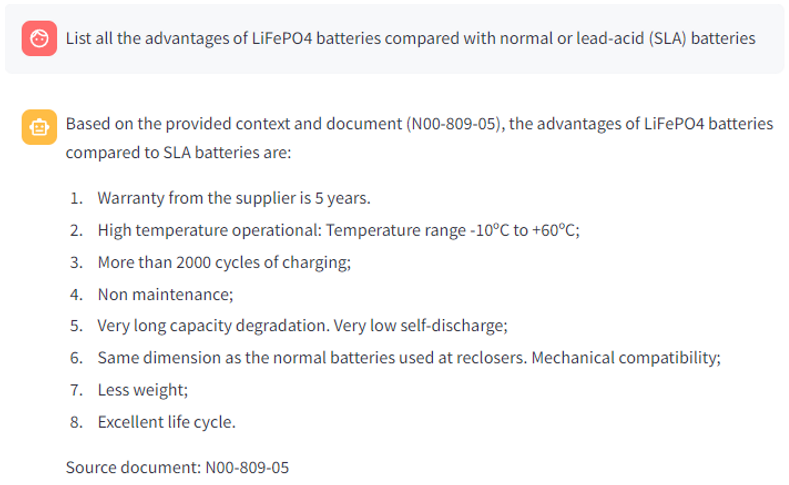 List all the advantages of LiFePO4 batteries compared with normal or lead-acid (SLA) batteries
Based on the provided context and document (N00-809-05), the advantages of LiFePO4 batteries
compared to SLA batteries are:
1. Warranty from the supplier is 5 years.
2. High temperature operational: Temperature range -10ºC to +60ºC;
3. More than 2000 cycles of charging;
4. Non maintenance;
5. Very long capacity degradation. Very low self-discharge;
6. Same dimension as the normal batteries used at reclosers. Mechanical compatibility;
7. Less weight;
8. Excellent life cycle.
Source document: N00-809-05